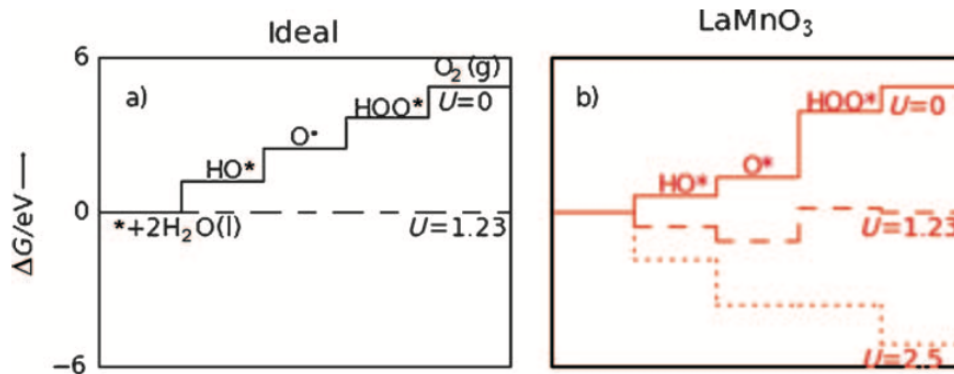 Ideal
6
O₂(g)
a)
HOO*
U=0
O*
HO*
ΔG/eV
0
*+2H₂O(l)
U=1.23
−6
LaMnO₃
b)
HOO*
U=0
O*
HO*
U=1.23
U=2.5